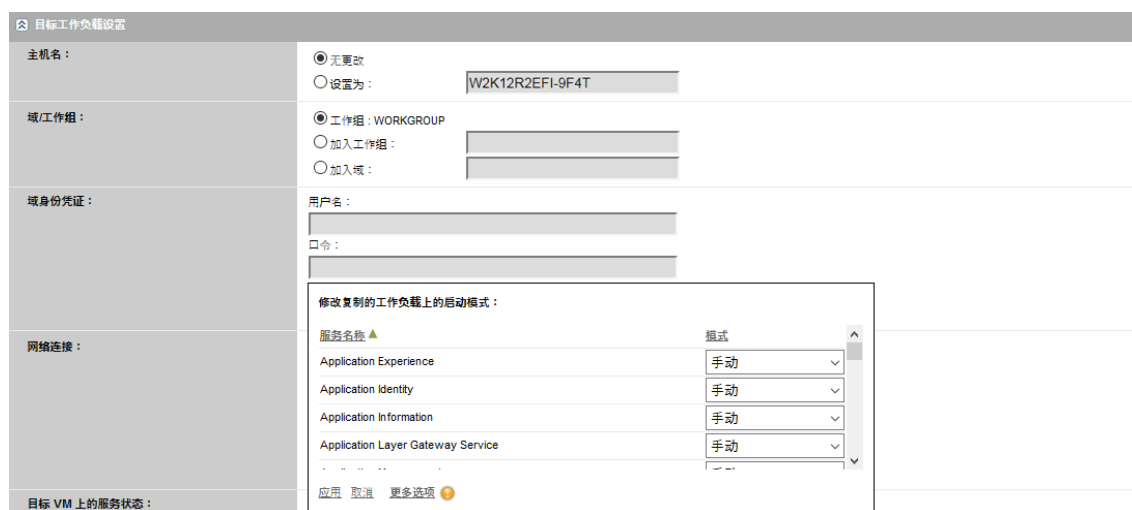 目标工作负载设置
主机名：
无更改
设置为：
W2K12R2EFI-9F4T
域/工作组：
工作组 : WORKGROUP
加入工作组：
加入域：
域身份凭证：
用户名：
口令：
修改复制的工作负载上的启动模式：
服务名称 模式
Application Experience 手动
Application Identity 手动
Application Information 手动
Application Layer Gateway Service 手动
应用 取消 更多选项
网络连接：
目标 VM 上的服务状态：